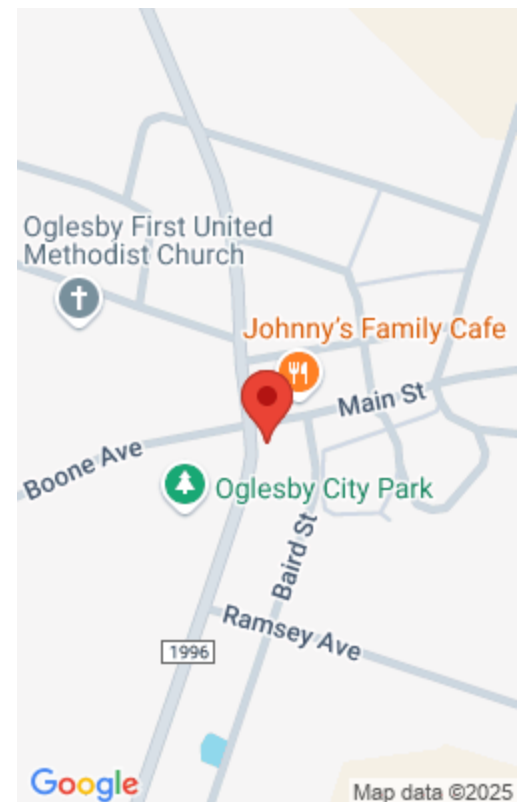 Oglesby First United
Methodist Church
Johnny's Family Cafe
Main St
Boone Ave
Oglesby City Park
Baird St
Ramsey Ave
1996
Google
Map data ©2025